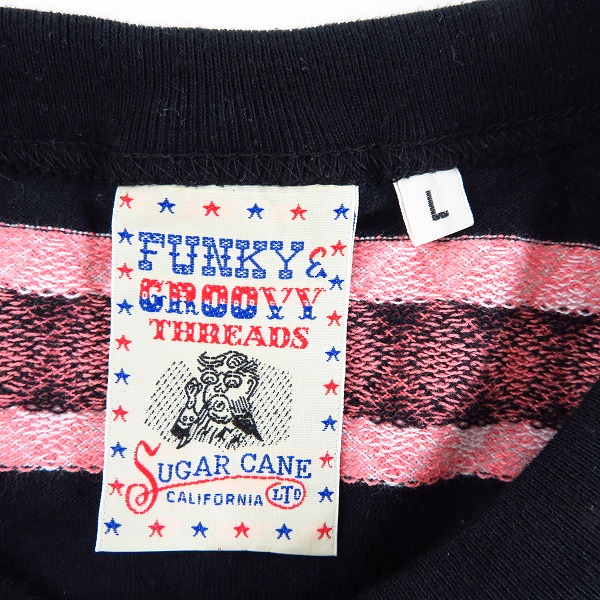 L
FUNKY &
GROOVY
THREADS
SUGAR CANE
CALIFORNIA LTD